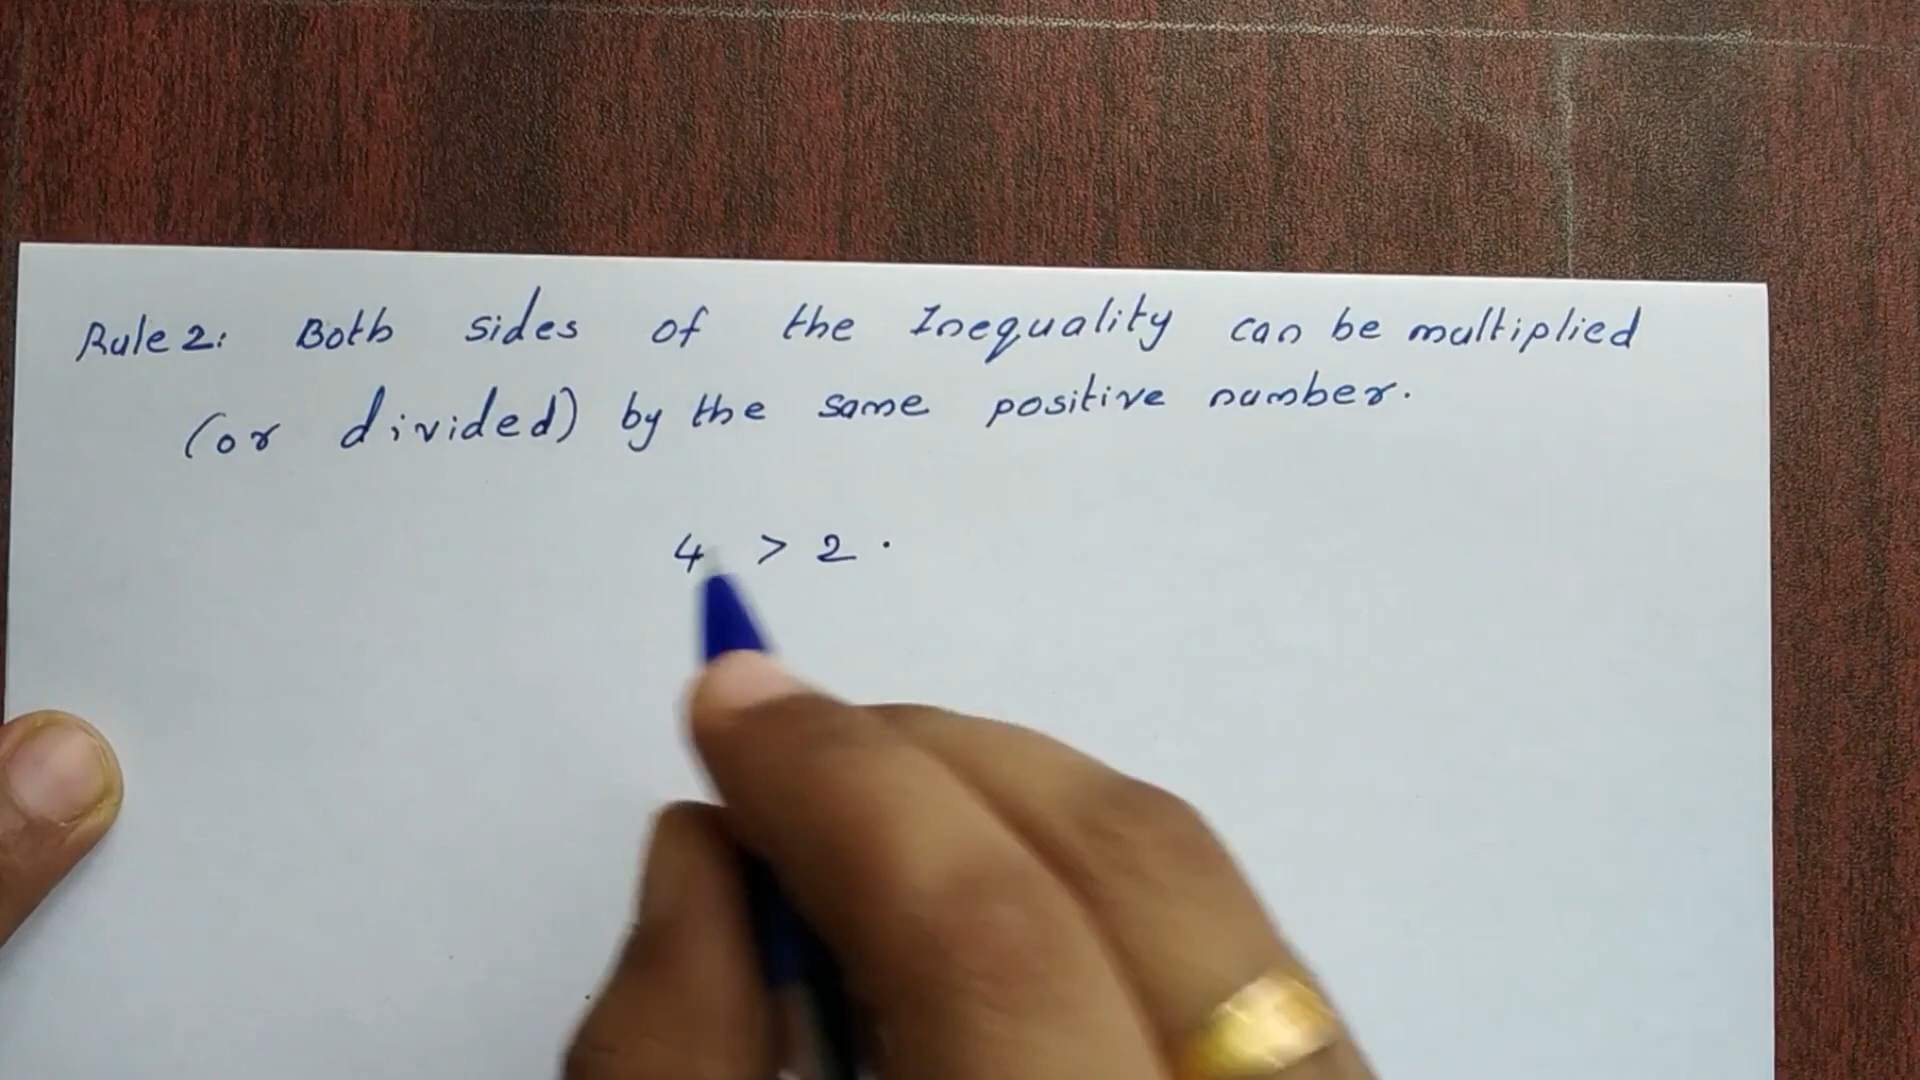 Rule 2: Both sides of the Inequality can be multiplied
(or divided) by the same positive number.
4 > 2 .